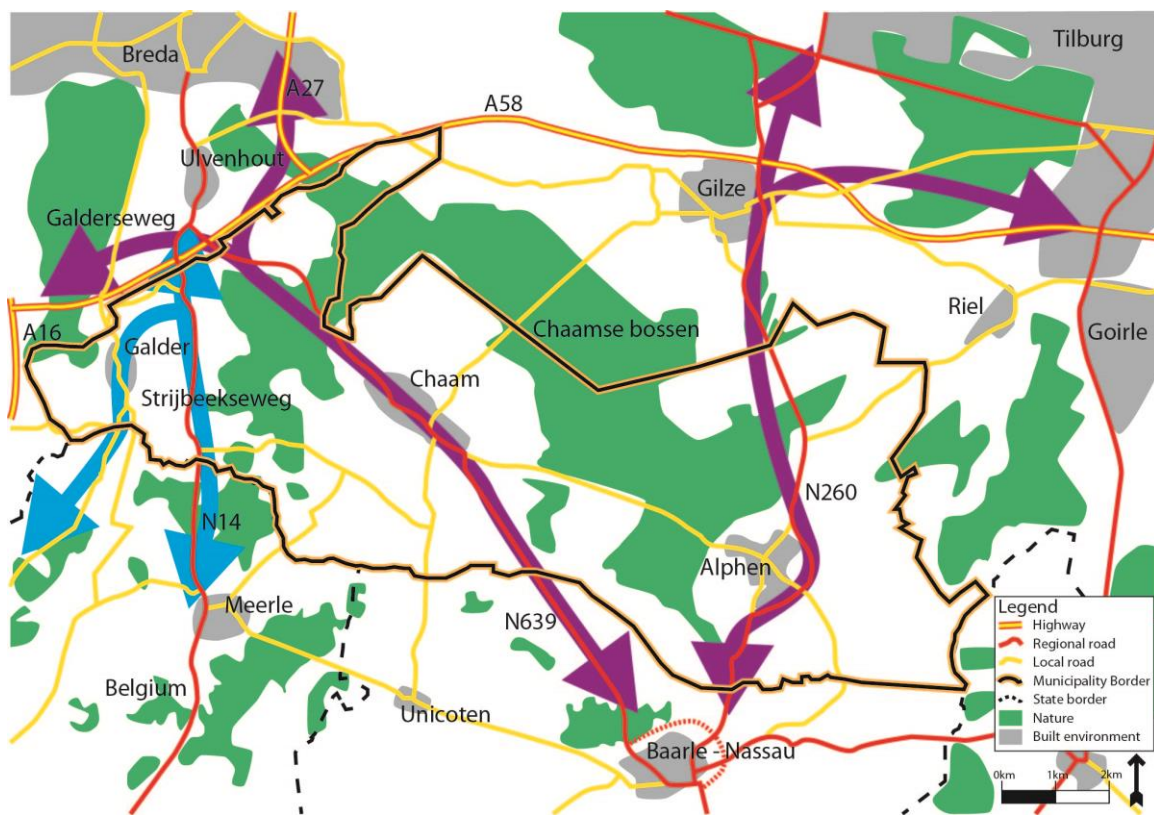 Breda
Tilburg
A27
A58
Ulvenhout
Gilze
Galderseweg
A16
Riel
Goirle
Chaamse bossen
Galder
Chaam
Strijbeekseweg
N260
N14
Alphen
Meerle
N639
Belgium
Unicoten
Baarle - Nassau
Legend
Highway
Regional road
Local road
Municipality Border
State border
Nature
Built environment
0km 1km 2km